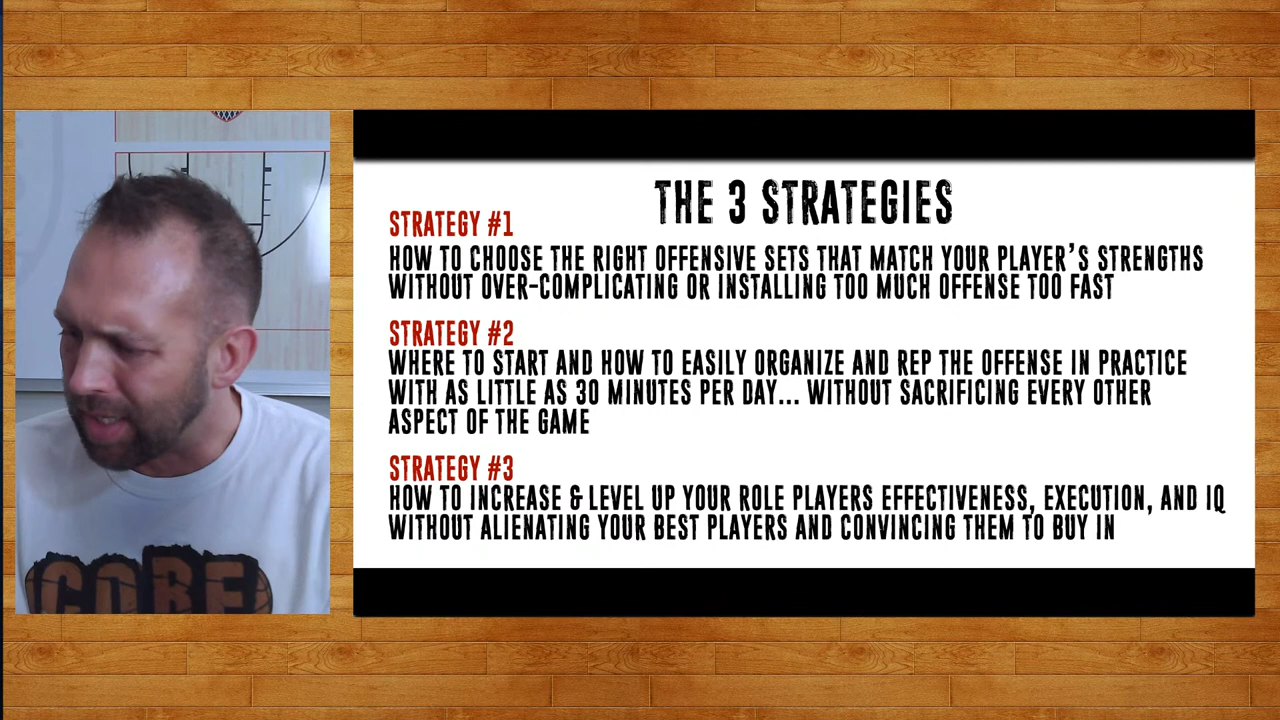 THE 3 STRATEGIES
STRATEGY #1
HOW TO CHOOSE THE RIGHT OFFENSIVE SETS THAT MATCH YOUR PLAYER'S STRENGTHS
WITHOUT OVER-COMPLICATING OR INSTALLING TOO MUCH OFFENSE TOO FAST
STRATEGY #2
WHERE TO START AND HOW TO EASILY ORGANIZE AND REP THE OFFENSE IN PRACTICE
WITH AS LITTLE AS 30 MINUTES PER DAY... WITHOUT SACRIFICING EVERY OTHER
ASPECT OF THE GAME
STRATEGY #3
HOW TO INCREASE & LEVEL UP YOUR ROLE PLAYERS EFFECTIVENESS, EXECUTION, AND IQ
WITHOUT ALIENATING YOUR BEST PLAYERS AND CONVINCING THEM TO BUY IN